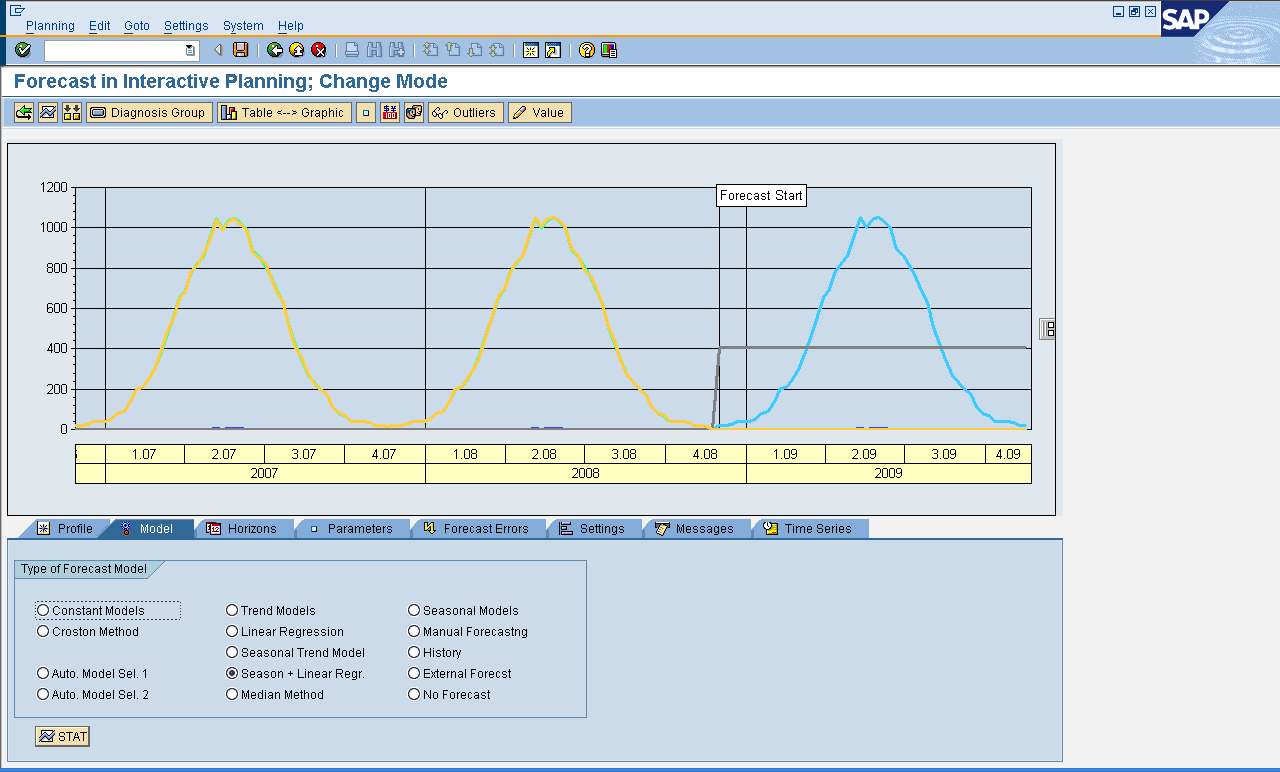 Planning Edit Goto Settings System Help
SAP
Forecast in Interactive Planning; Change Mode
Diagnosis Group Table <--> Graphic Outliers Value
1200
Forecast Start
1000
800
600
400
200
0
1.07 2.07 3.07 4.07 1.08 2.08 3.08 4.08 1.09 2.09 3.09 4.09
2007 2008 2009
Profile Model Horizons Parameters Forecast Errors Settings Messages Time Series
Type of Forecast Model
Constant Models Trend Models Seasonal Models
Croston Method Linear Regression Manual Forecastng
Seasonal Trend Model History
Auto. Model Sel. 1 Season + Linear Regr. External Forecst
Auto. Model Sel. 2 Median Method No Forecast
STAT